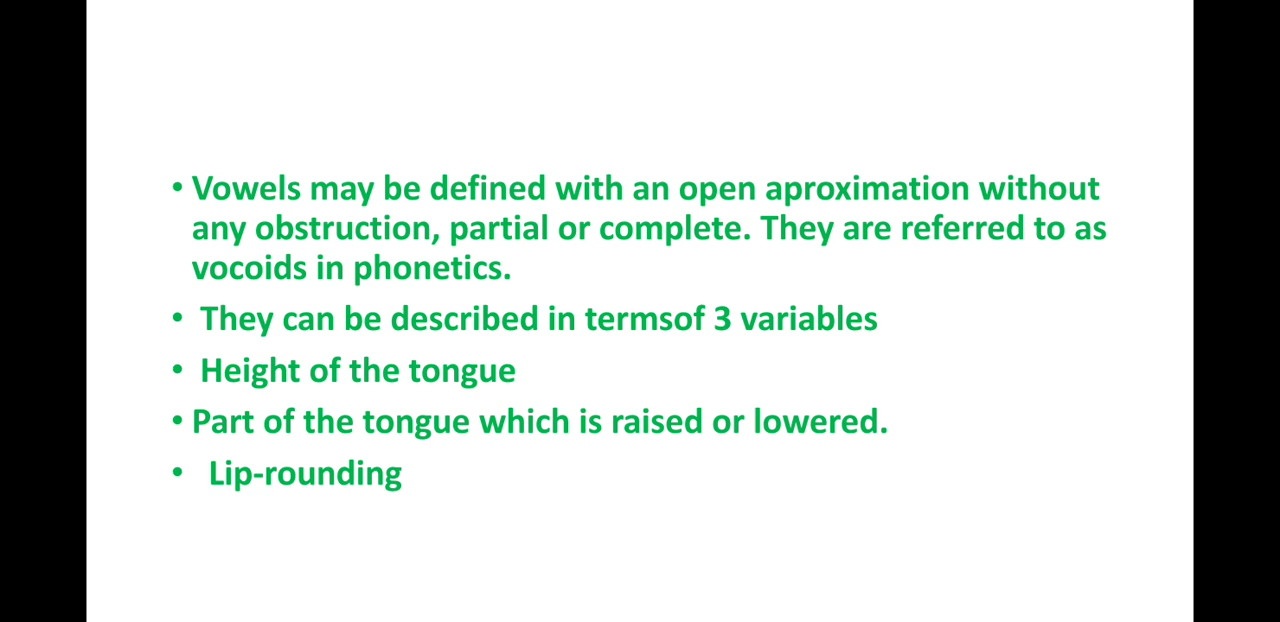 • Vowels may be defined with an open aproximation without
any obstruction, partial or complete. They are referred to as
vocoids in phonetics.
• They can be described in termsof 3 variables
• Height of the tongue
• Part of the tongue which is raised or lowered.
• Lip-rounding